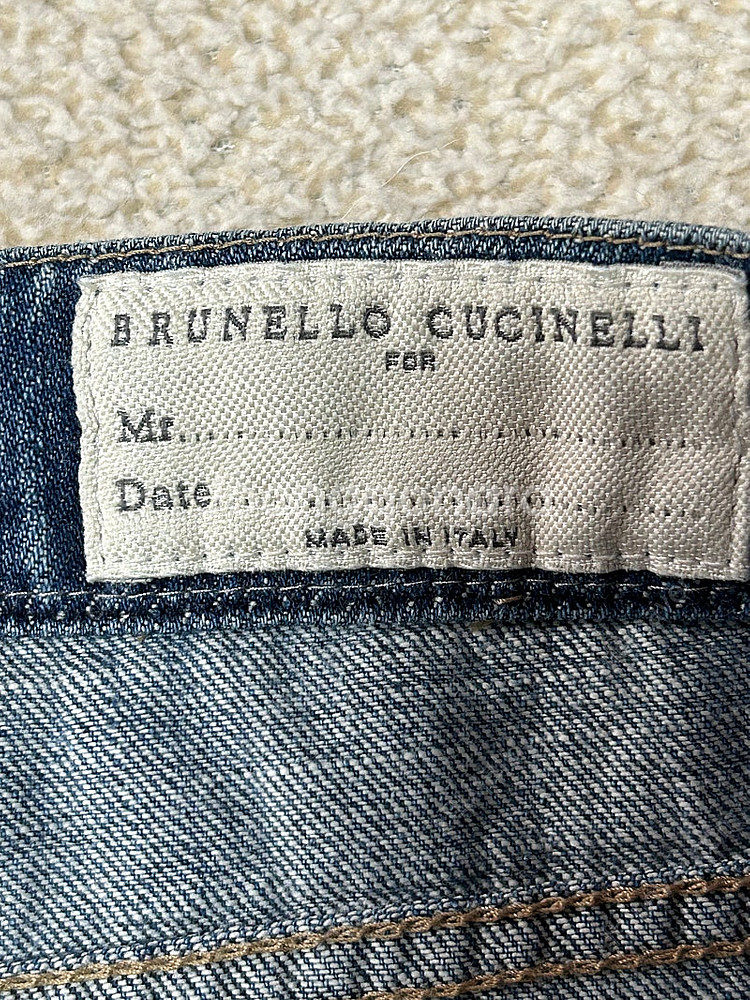 BRUNELLO CUCINELLI
FOR
Mr......................................
Date......................................
MADE IN ITALY